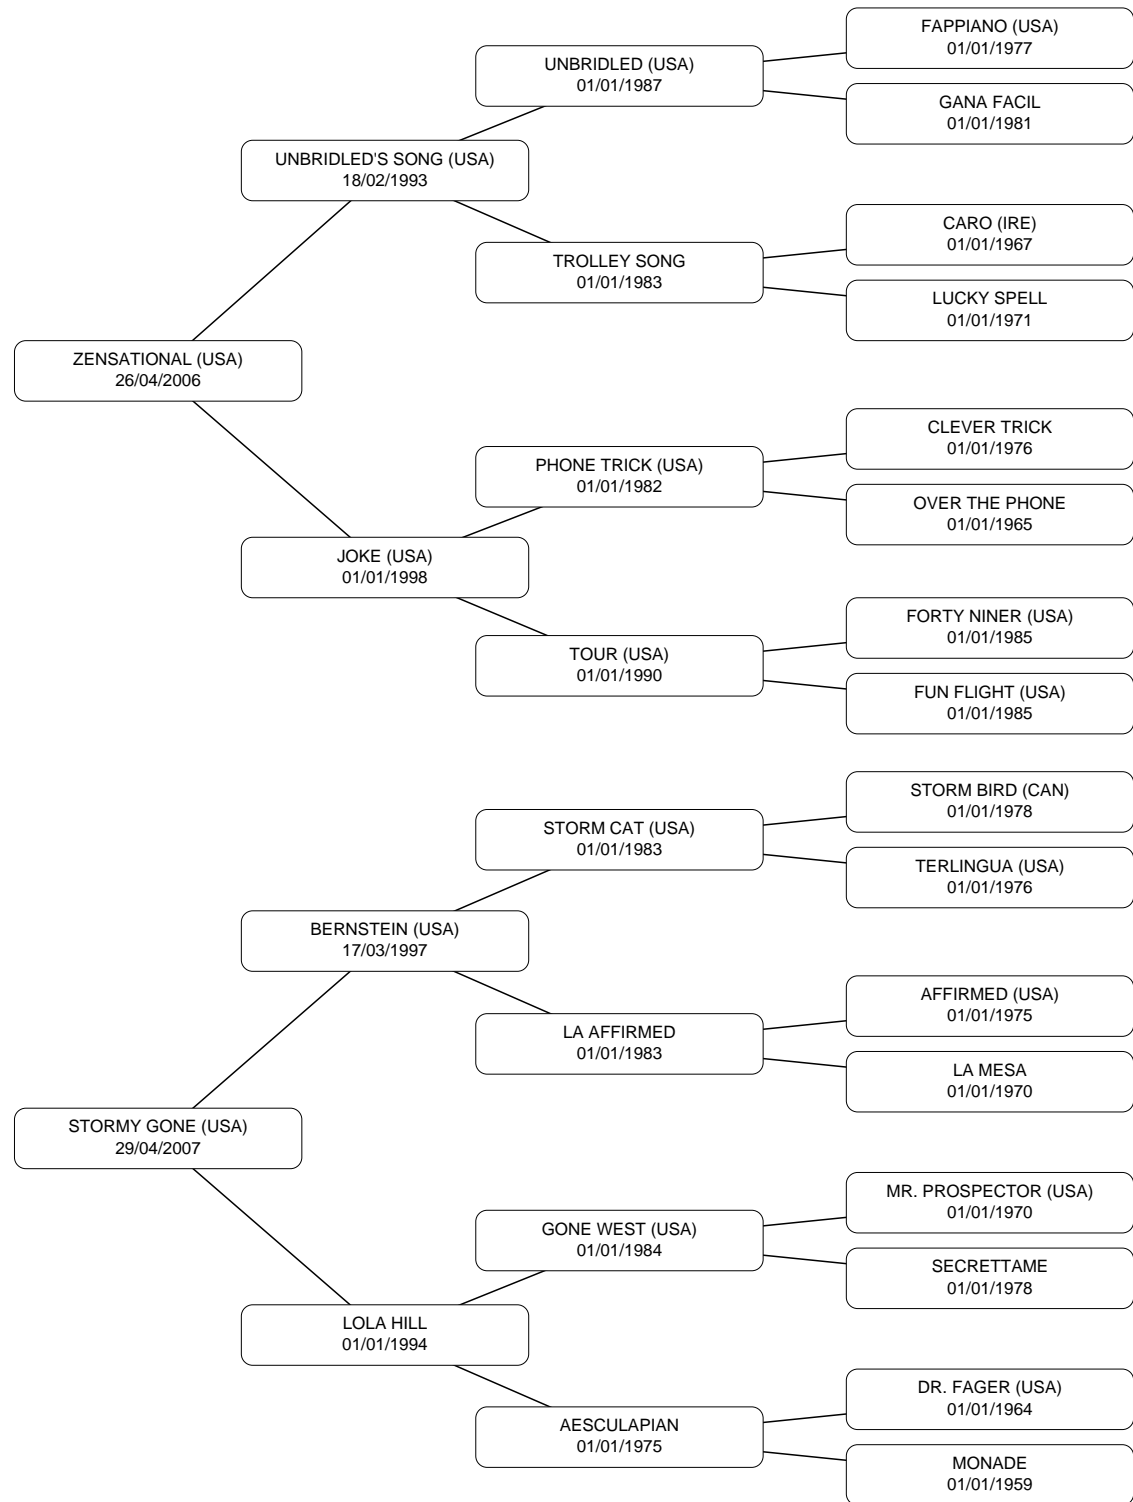 FAPPIANO (USA)
01/01/1977
UNBRIDLED (USA)
01/01/1987
GANA FACIL
01/01/1981
UNBRIDLED'S SONG (USA)
18/02/1993
CARO (IRE)
01/01/1967
TROLLEY SONG
01/01/1983
LUCKY SPELL
01/01/1971
ZENSATIONAL (USA)
26/04/2006
CLEVER TRICK
01/01/1976
PHONE TRICK (USA)
01/01/1982
OVER THE PHONE
01/01/1965
JOKE (USA)
01/01/1998
FORTY NINER (USA)
01/01/1985
TOUR (USA)
01/01/1990
FUN FLIGHT (USA)
01/01/1985
STORM BIRD (CAN)
01/01/1978
STORM CAT (USA)
01/01/1983
TERLINGUA (USA)
01/01/1976
BERNSTEIN (USA)
17/03/1997
AFFIRMED (USA)
01/01/1975
LA AFFIRMED
01/01/1983
LA MESA
01/01/1970
STORMY GONE (USA)
29/04/2007
MR. PROSPECTOR (USA)
01/01/1970
GONE WEST (USA)
01/01/1984
SECRETTAME
01/01/1978
LOLA HILL
01/01/1994
DR. FAGER (USA)
01/01/1964
AESCULAPIAN
01/01/1975
MONADE
01/01/1959